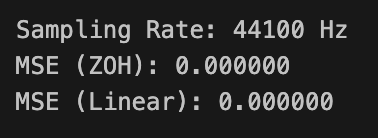 Sampling Rate: 44100 Hz
MSE (ZOH): 0.000000
MSE (Linear): 0.000000